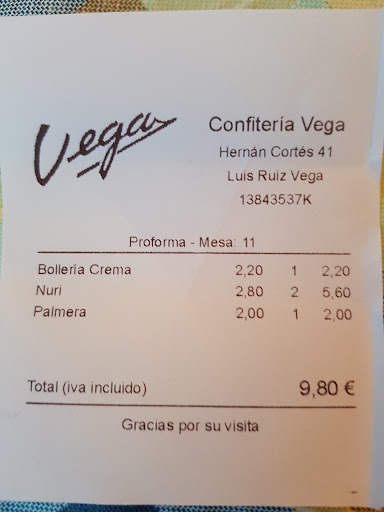 Vega
Confitería Vega
Hernán Cortés 41
Luis Ruiz Vega
13843537K
Proforma - Mesa: 11
Bollería Crema 2,20 1 2,20
Nuri 2,80 2 5,60
Palmera 2,00 1 2,00
Total (iva incluido) 9,80 €
Gracias por su visita